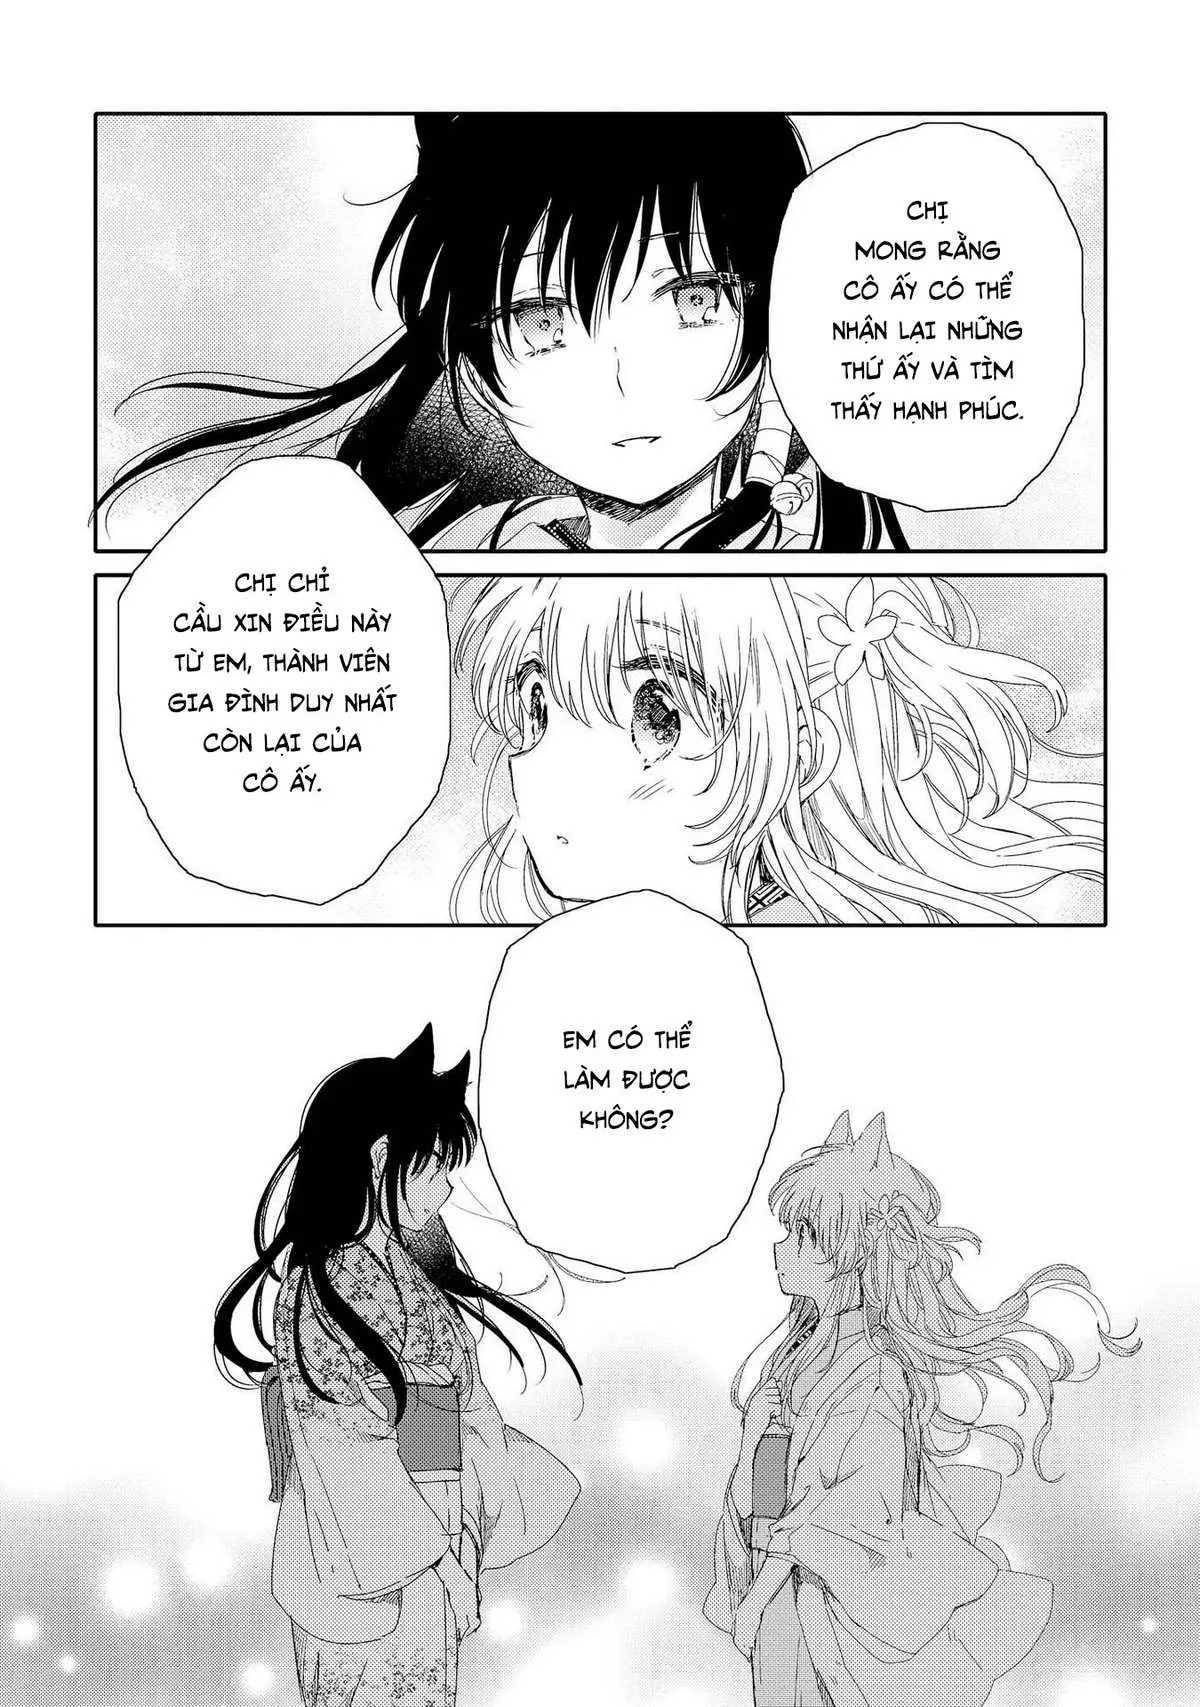 CHỊ
MONG RẰNG
CÔ ẤY CÓ THỂ
NHẬN LẠI NHỮNG
THỨ ẤY VÀ TÌM
THẤY HẠNH PHÚC.
CHỊ CHỈ
CẦU XIN ĐIỀU NÀY
TỪ EM, THÀNH VIÊN
GIA ĐÌNH DUY NHẤT
CÒN LẠI CỦA
CÔ ẤY.
EM CÓ THỂ
LÀM ĐƯỢC
KHÔNG?